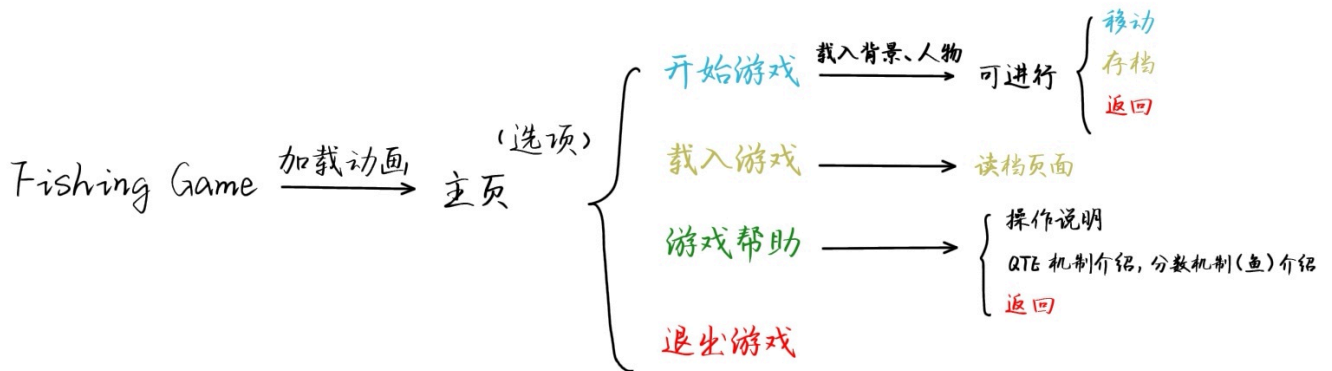 Fishing Game
加载动画
主页
(选项)
开始游戏
载入背景、人物
可进行
移动
存档
返回
载入游戏
读档页面
游戏帮助
操作说明
QTE 机制介绍, 分数机制(鱼)介绍
返回
退出游戏